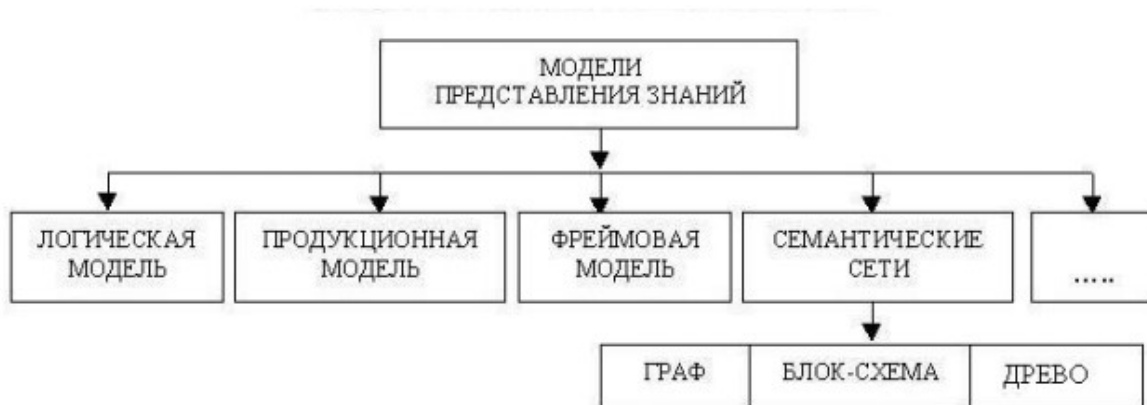 МОДЕЛИ
ПРЕДСТАВЛЕНИЯ ЗНАНИЙ
ЛОГИЧЕСКАЯ
МОДЕЛЬ
ПРОДУКЦИОННАЯ
МОДЕЛЬ
ФРЕЙМОВАЯ
МОДЕЛЬ
СЕМАНТИЧЕСКИЕ
СЕТИ
.....
ГРАФ
БЛОК-СХЕМА
ДРЕВО